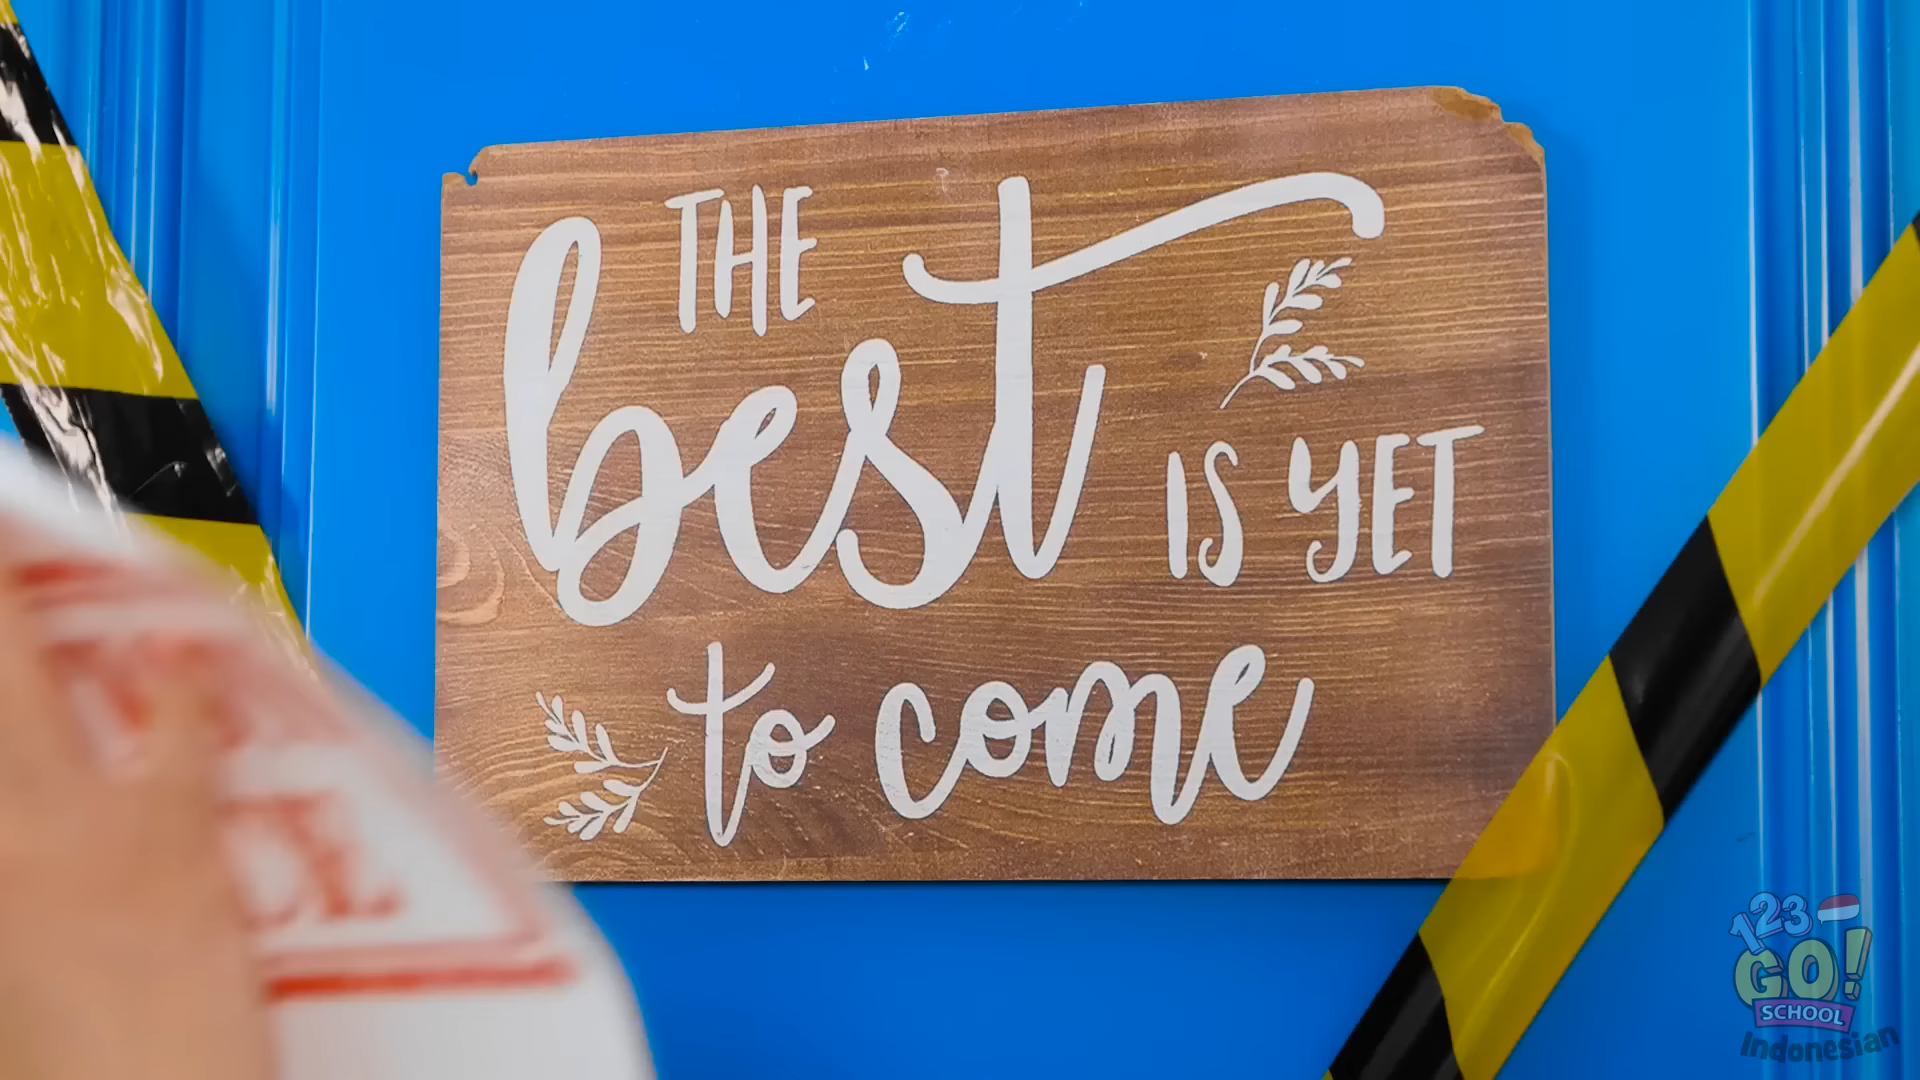 THE
best
IS YET
to come
123
GO!
SCHOOL
Indonesian